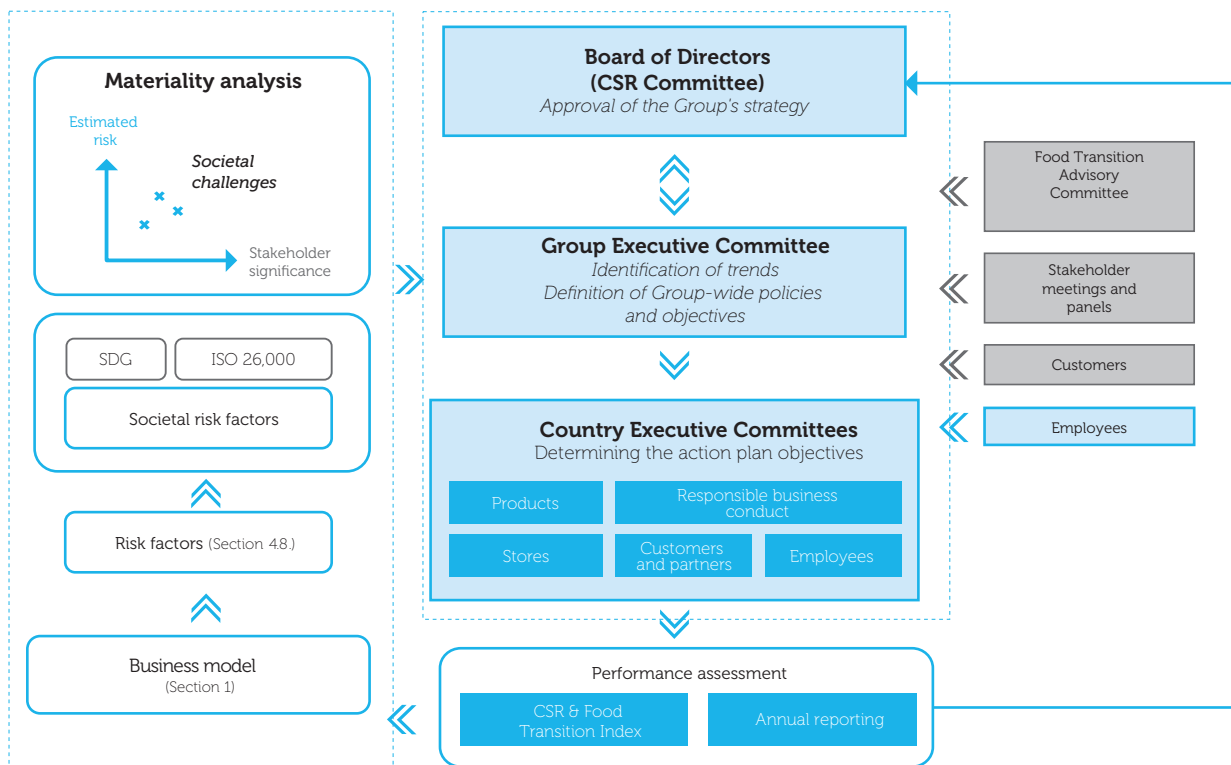 Materiality analysis
Estimated
risk
Societal
challenges
Stakeholder
significance
SDG
ISO 26,000
Societal risk factors
Risk factors (Section 4.8.)
Business model
(Section 1)
Board of Directors
(CSR Committee)
Approval of the Group's strategy
Group Executive Committee
Identification of trends
Definition of Group-wide policies
and objectives
Country Executive Committees
Determining the action plan objectives
Products
Responsible business
conduct
Stores
Customers
and partners
Employees
Performance assessment
CSR & Food
Transition Index
Annual reporting
Food Transition
Advisory
Committee
Stakeholder
meetings and
panels
Customers
Employees